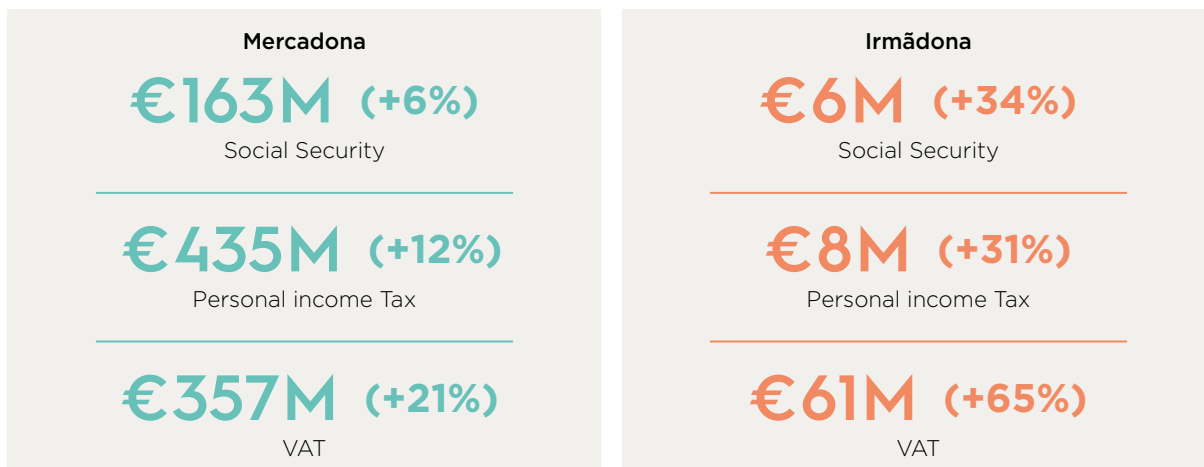 Mercadona
€163M (+6%)
Social Security
€435M (+12%)
Personal income Tax
€357M (+21%)
VAT
Irmãdona
€6M (+34%)
Social Security
€8M (+31%)
Personal income Tax
€61M (+65%)
VAT